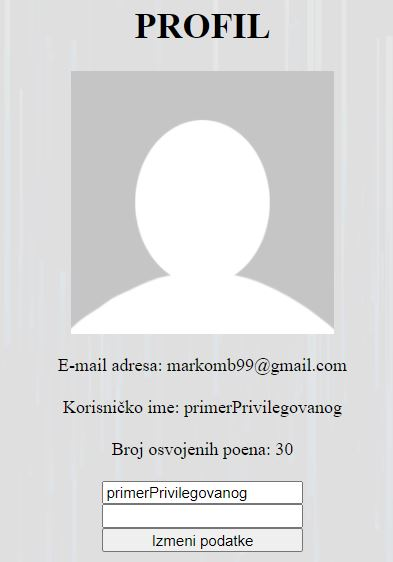 PROFIL
E-mail adresa: markomb99@gmail.com
Korisničko ime: primerPrivilegovanog
Broj osvojenih poena: 30
primerPrivilegovanog
Izmeni podatke